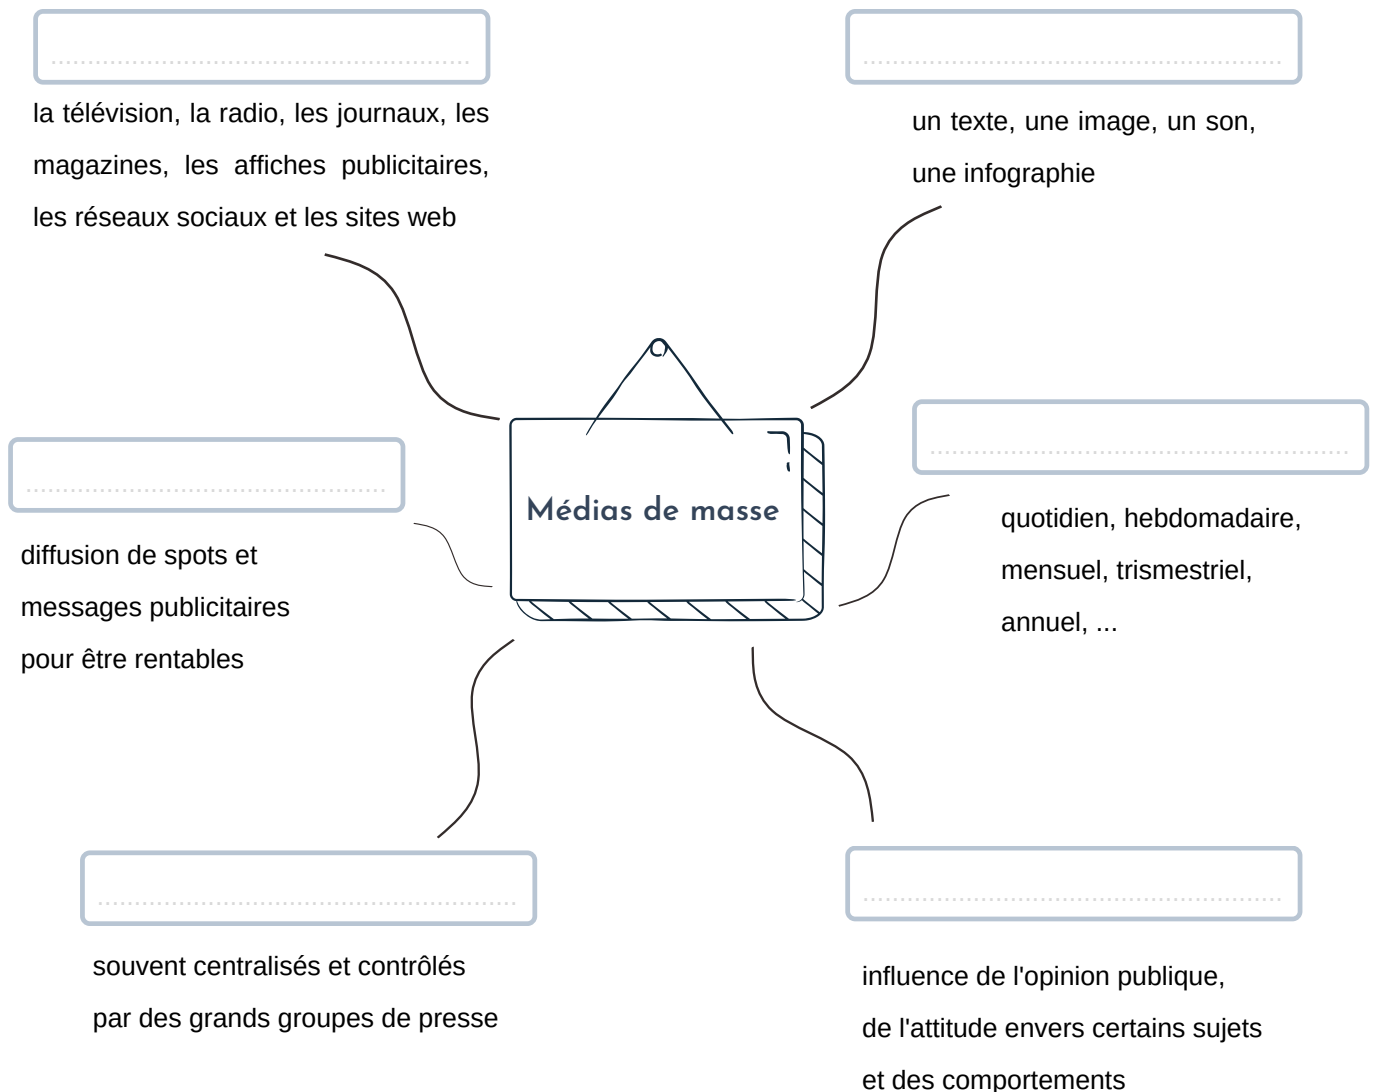 la télévision, la radio, les journaux, les
magazines, les affiches publicitaires,
les réseaux sociaux et les sites web
un texte, une image, un son,
une infographie
Médias de masse
diffusion de spots et
messages publicitaires
pour être rentables
quotidien, hebdomadaire,
mensuel, trismestriel,
annuel, ...
souvent centralisés et contrôlés
par des grands groupes de presse
influence de l'opinion publique,
de l'attitude envers certains sujets
et des comportements